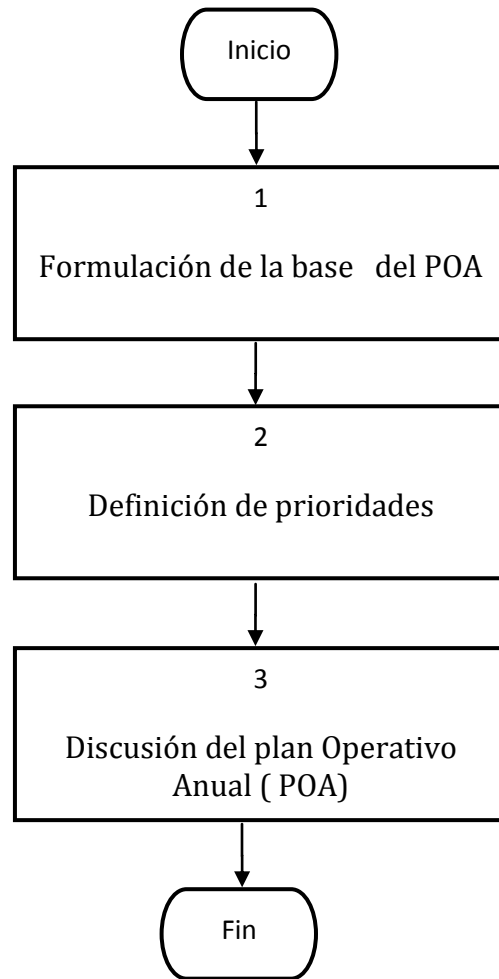 Inicio
1
Formulación de la base del POA
2
Definición de prioridades
3
Discusión del plan Operativo
Anual ( POA)
Fin